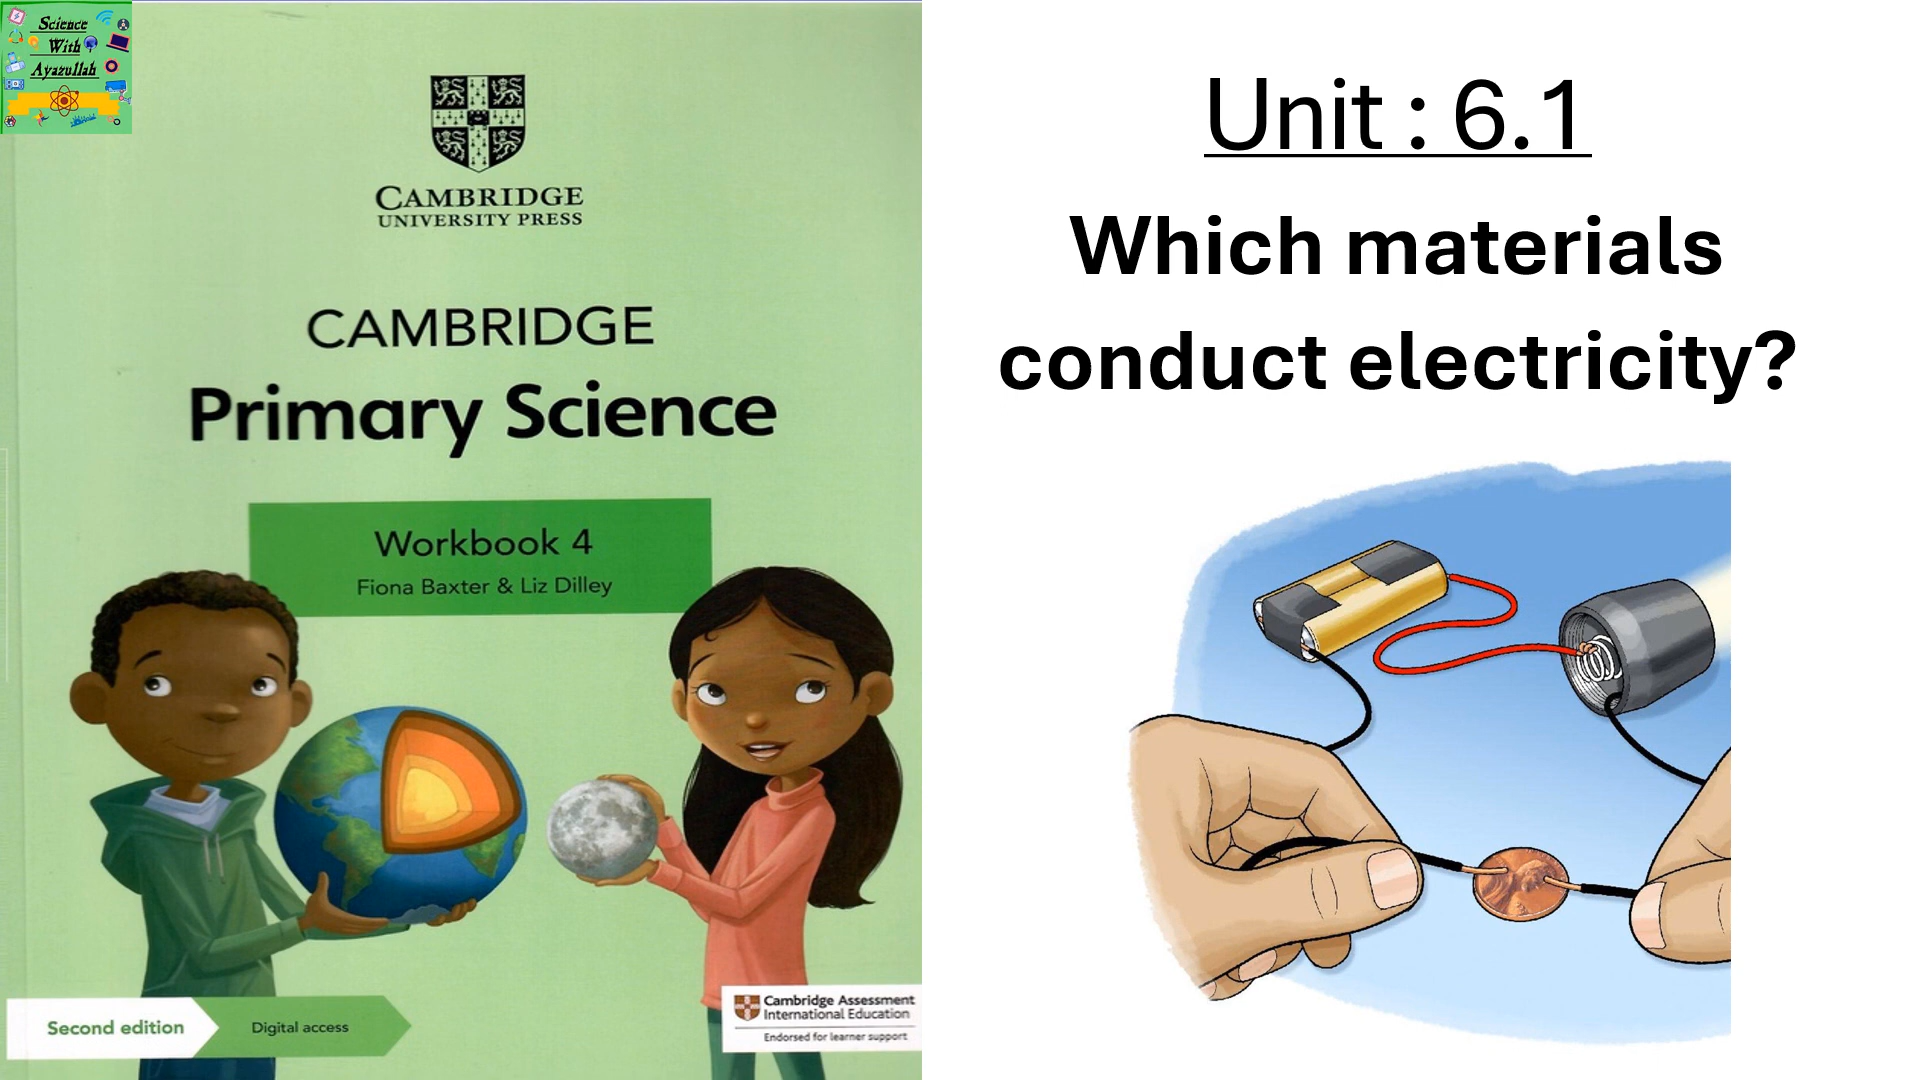 Science
With
Ayazullah
CAMBRIDGE
UNIVERSITY PRESS
CAMBRIDGE
Primary Science
Workbook 4
Fiona Baxter & Liz Dilley
Second edition
Digital access
Cambridge Assessment
International Education
Endorsed for learner support
Unit : 6.1
Which materials
conduct electricity?